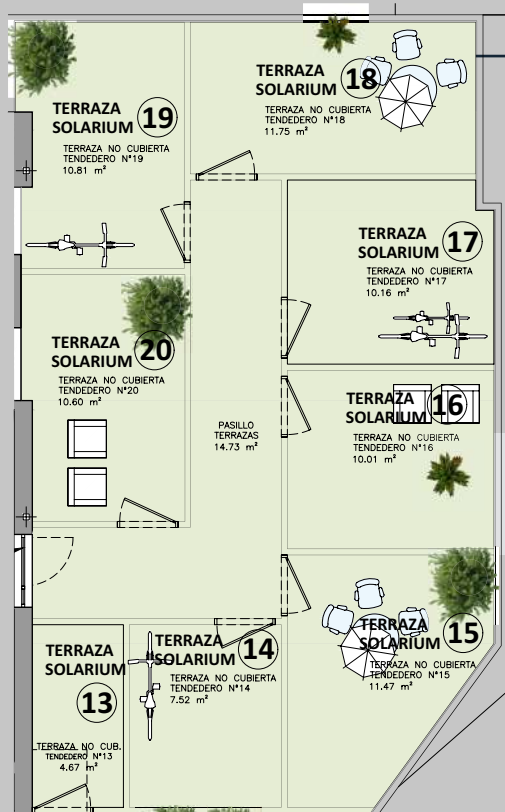 TERRAZA
SOLARIUM
18
TERRAZA NO CUBIERTA
TENDEDERO N°18
11.75 m²
TERRAZA
SOLARIUM
19
TERRAZA NO CUBIERTA
TENDEDERO N°19
10.81 m²
TERRAZA
SOLARIUM
17
TERRAZA NO CUBIERTA
TENDEDERO N°17
10.16 m²
TERRAZA
SOLARIUM
20
TERRAZA NO CUBIERTA
TENDEDERO N°20
10.60 m²
TERRAZA
SOLARIUM
16
TERRAZA NO CUBIERTA
TENDEDERO N°16
10.01 m²
PASILLO
TERRAZAS
14.73 m²
TERRAZA
SOLARIUM
15
TERRAZA NO CUBIERTA
TENDEDERO N°15
11.47 m²
TERRAZA
SOLARIUM
14
TERRAZA NO CUBIERTA
TENDEDERO N°14
7.52 m²
TERRAZA
SOLARIUM
13
TERRAZA NO CUB.
TENDEDERO N°13
4.67 m²